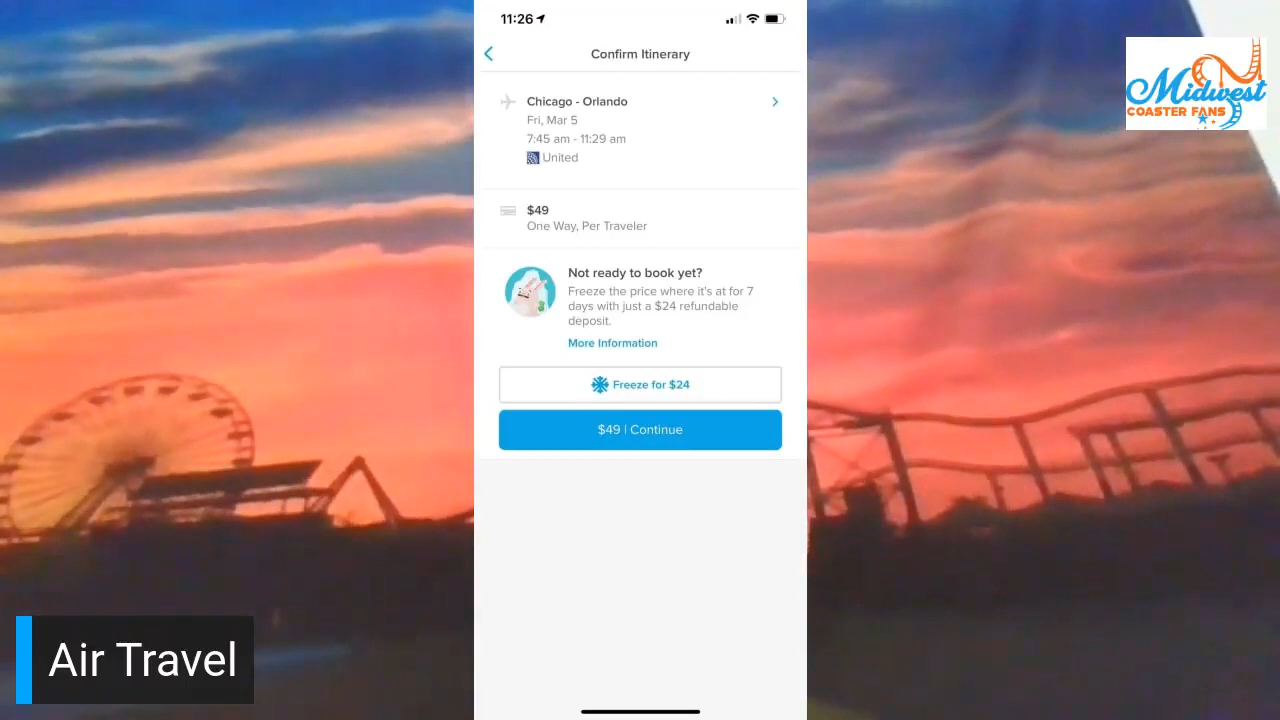 11:26
Confirm Itinerary
Chicago - Orlando
Fri, Mar 5
7:45 am - 11:29 am
United
$49
One Way, Per Traveler
Not ready to book yet?
Freeze the price where it's at for 7
days with just a $24 refundable
deposit.
More Information
Freeze for $24
$49 | Continue
Midwest
COASTER FANS
Air Travel